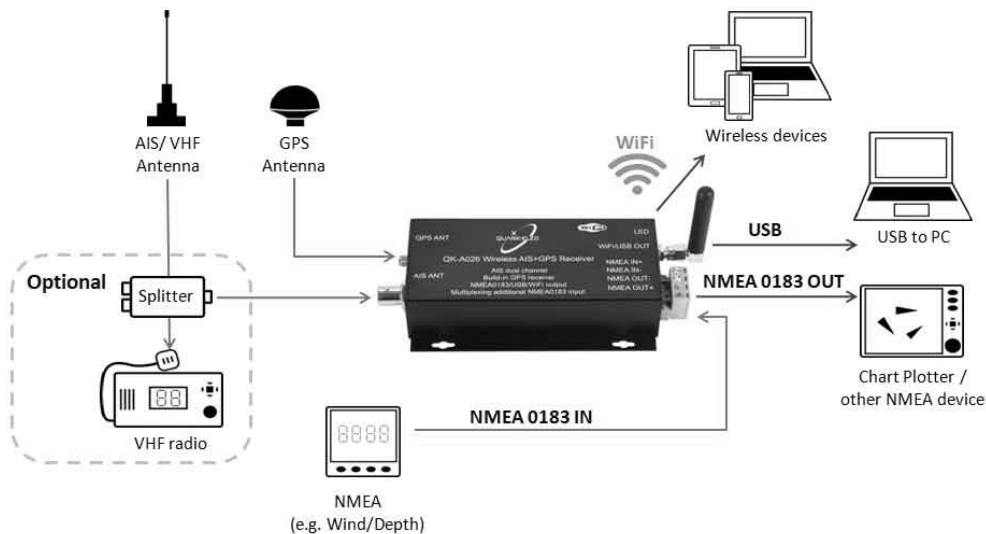 AIS/ VHF
Antenna
GPS
Antenna
WiFi
Wireless devices
USB
USB to PC
Optional
Splitter
VHF radio
GPS ANT
AIS ANT
QUARK-ELEC
WiFi
LED
WiFi/USB OUT
QK-A026 Wireless AIS+GPS Receiver
AIS dual channel
Build-in GPS receiver
NMEA0183/USB/WiFi output
Multiplexing additional NMEA0183 input
NMEA IN+
NMEA IN-
NMEA OUT-
NMEA OUT+
NMEA 0183 OUT
Chart Plotter /
other NMEA device
NMEA 0183 IN
NMEA
(e.g. Wind/Depth)